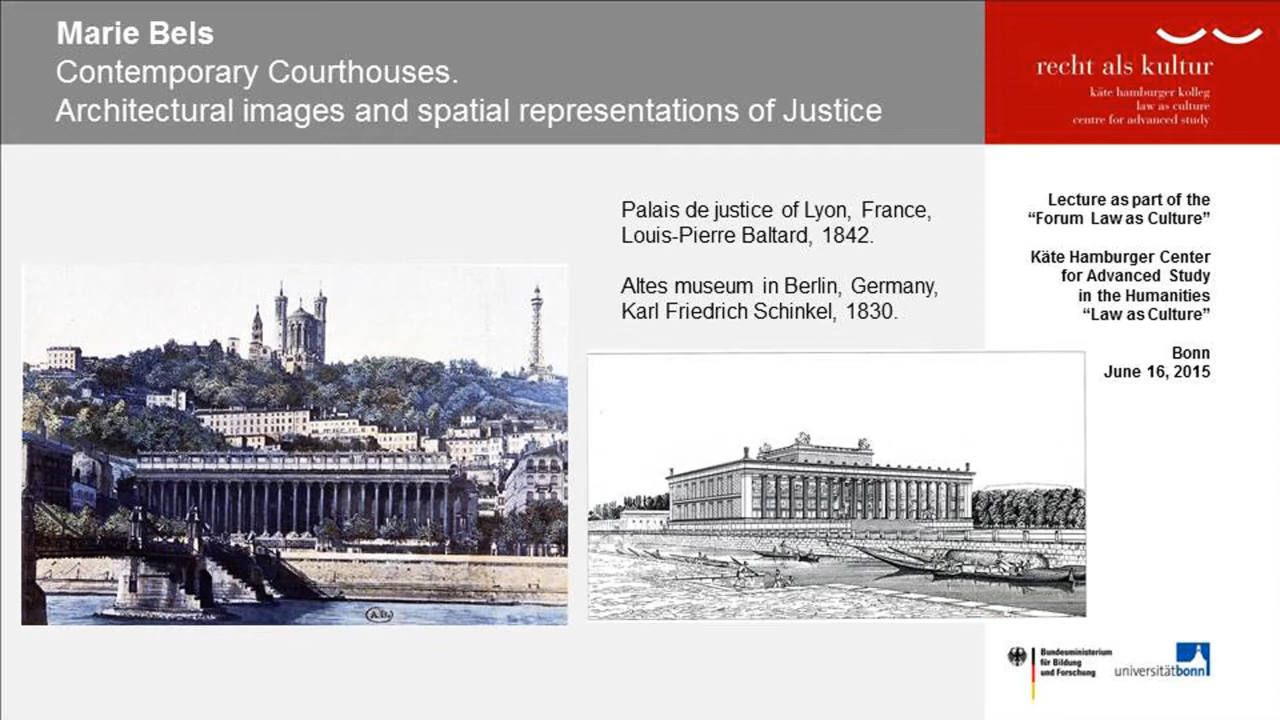 Marie Bels
Contemporary Courthouses.
Architectural images and spatial representations of Justice
recht als kultur
käte hamburger kolleg
law as culture
centre for advanced study
Palais de justice of Lyon, France,
Louis-Pierre Baltard, 1842.
Altes museum in Berlin, Germany,
Karl Friedrich Schinkel, 1830.
Lecture as part of the
“Forum Law as Culture”
Käte Hamburger Center
for Advanced Study
in the Humanities
“Law as Culture”
Bonn
June 16, 2015
A.B.
Bundesministerium
für Bildung
und Forschung
universitätbonn